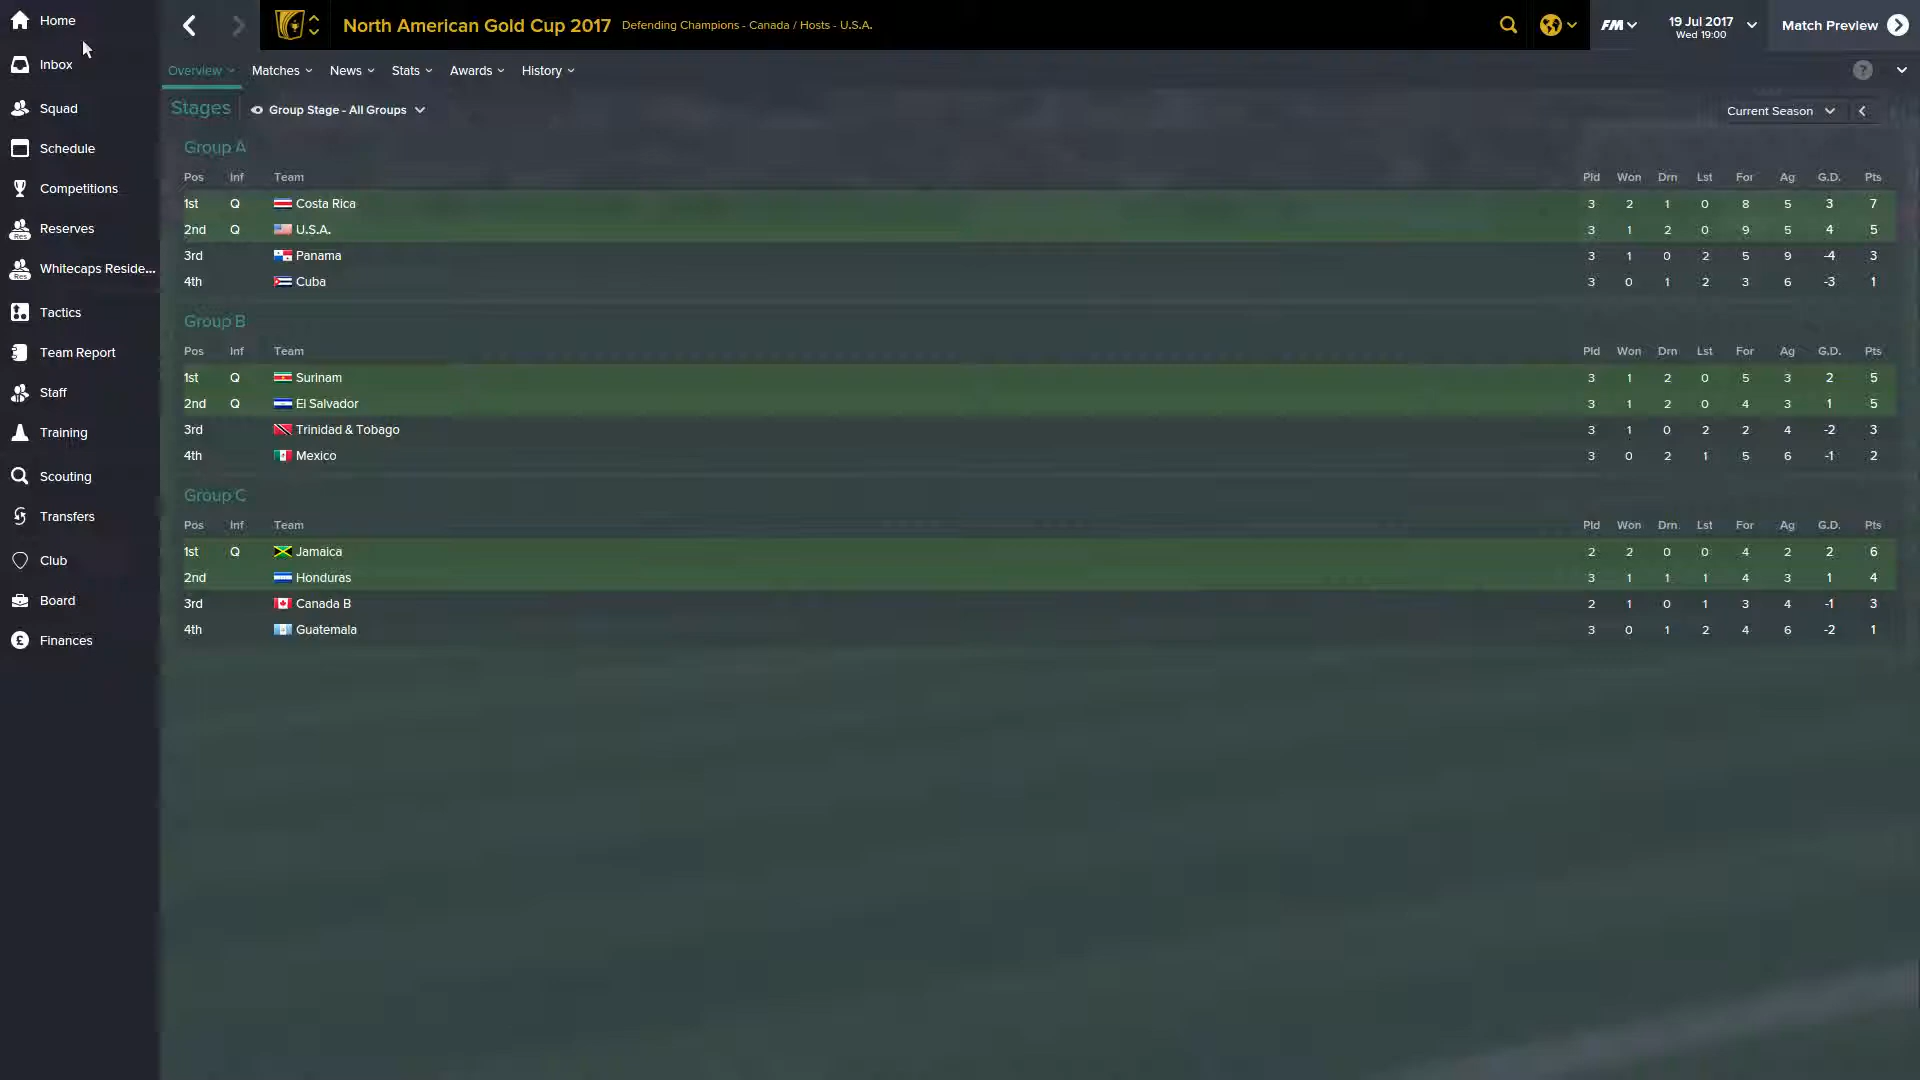 Home
Inbox
Squad
Schedule
Competitions
Reserves
Whitecaps Reside...
Tactics
Team Report
Staff
Training
Scouting
Transfers
Club
Board
Finances
North American Gold Cup 2017 Defending Champions - Canada / Hosts - U.S.A.
FM
19 Jul 2017
Wed 19:00
Match Preview
Overview Matches News Stats Awards History
Stages Group Stage - All Groups Current Season
Group A
Pos Inf Team Pld Won Drn Lst For Ag G.D. Pts
1st Q Costa Rica 3 2 1 0 8 5 3 7
2nd Q U.S.A. 3 1 2 0 9 5 4 5
3rd Panama 3 1 0 2 5 9 -4 3
4th Cuba 3 0 1 2 3 6 -3 1
Group B
Pos Inf Team Pld Won Drn Lst For Ag G.D. Pts
1st Q Surinam 3 1 2 0 5 3 2 5
2nd Q El Salvador 3 1 2 0 4 3 1 5
3rd Trinidad & Tobago 3 1 0 2 2 4 -2 3
4th Mexico 3 0 2 1 5 6 -1 2
Group C
Pos Inf Team Pld Won Drn Lst For Ag G.D. Pts
1st Q Jamaica 2 2 0 0 4 2 2 6
2nd Honduras 3 1 1 1 4 3 1 4
3rd Canada B 2 1 0 1 3 4 -1 3
4th Guatemala 3 0 1 2 4 6 -2 1